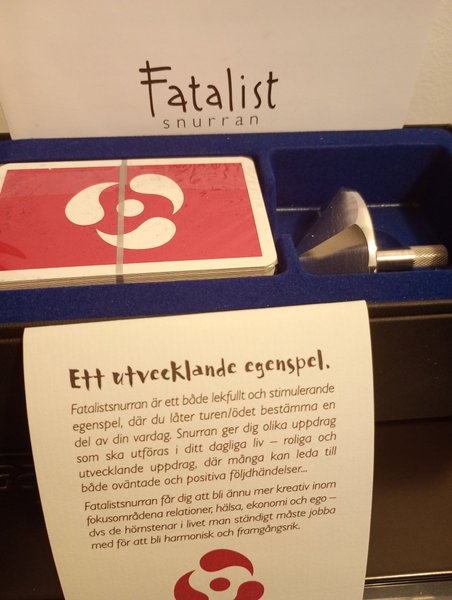 Fatalist
snurran
Ett utvecklande egenspel.
Fatalistsnurran är ett både lekfullt och stimulerande
egenspel, där du låter turen/ödet bestämma en
del av din vardag. Snurran ger dig olika uppdrag
som ska utföras i ditt dagliga liv – roliga och
utvecklande uppdrag, där många kan leda till
både oväntade och positiva följdhändelser...
Fatalistsnurran får dig att bli ännu mer kreativ inom
fokusområdena relationer, hälsa, ekonomi och ego –
dvs de hörnstenar i livet man ständigt måste jobba
med för att bli harmonisk och framgångsrik.